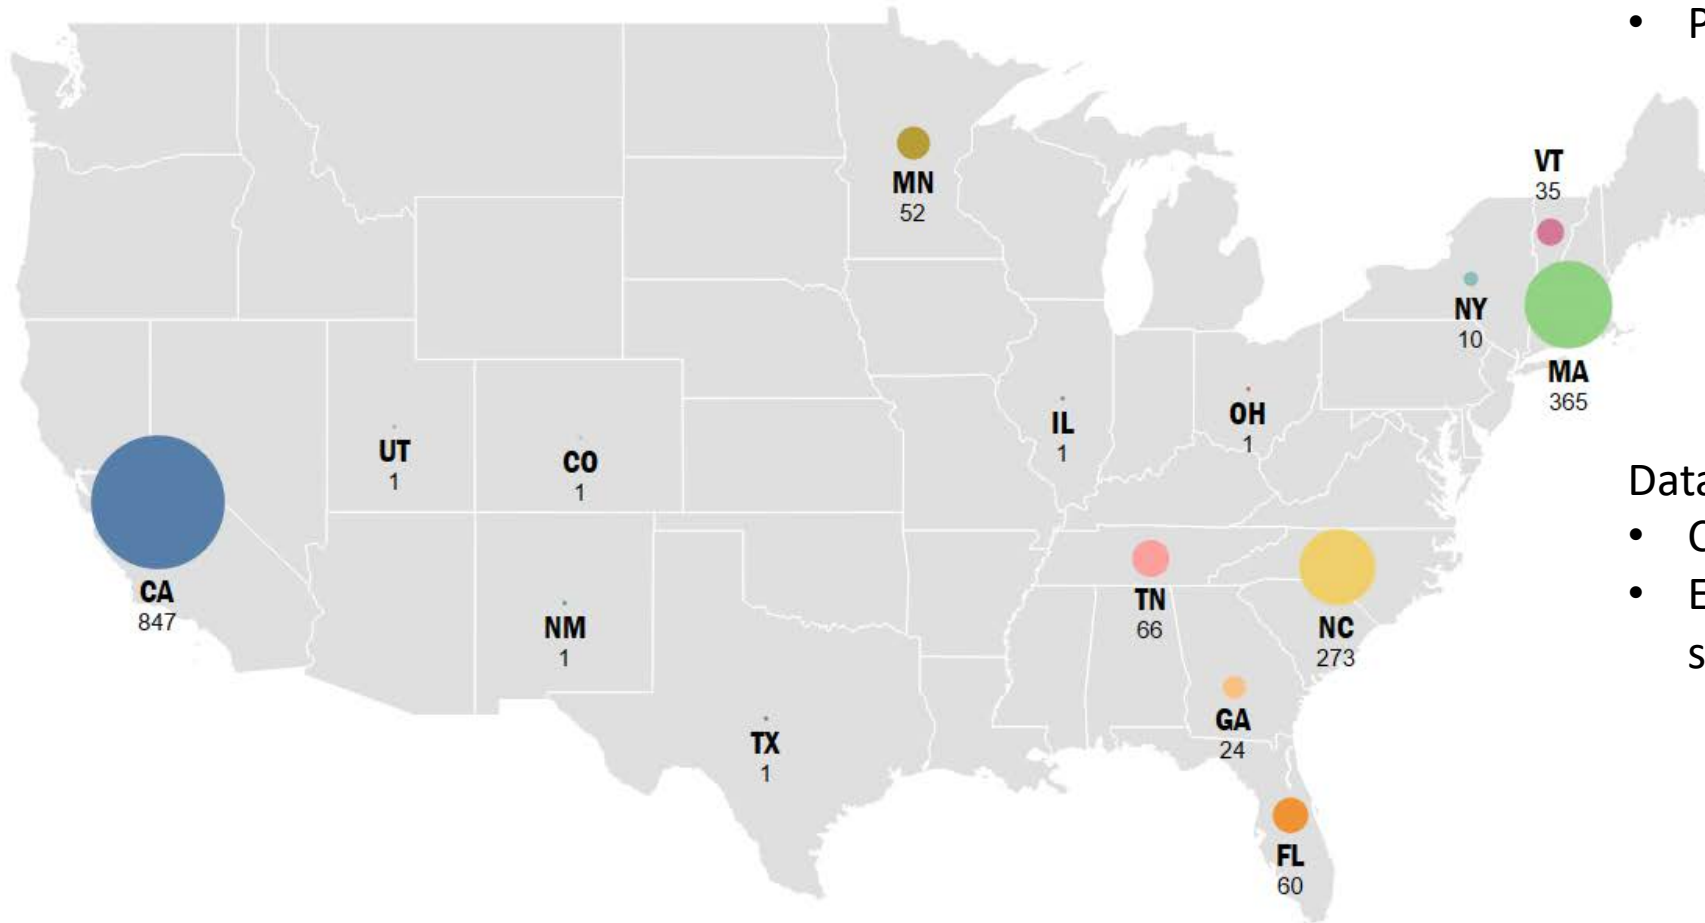 • P
VT
35
MN
52
NY
10
MA
365
OH
1
IL
1
UT
1
CO
1
Data
• C
• E
s
CA
847
TN
66
NC
273
NM
1
GA
24
TX
1
FL
60